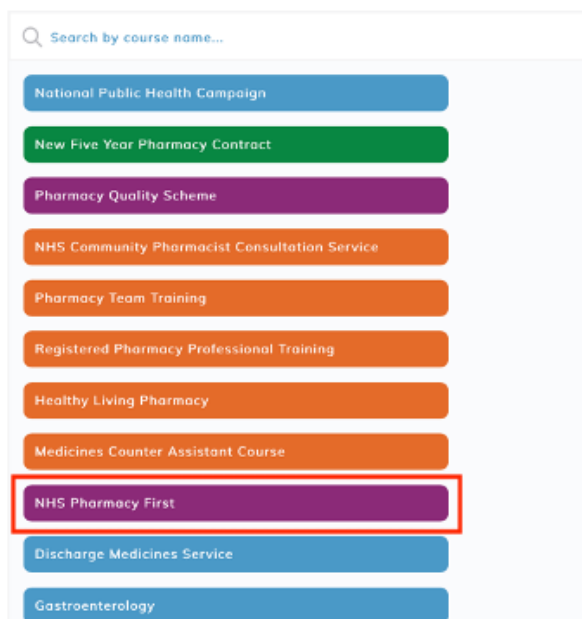 Search by course name...
National Public Health Campaign
New Five Year Pharmacy Contract
Pharmacy Quality Scheme
NHS Community Pharmacist Consultation Service
Pharmacy Team Training
Registered Pharmacy Professional Training
Healthy Living Pharmacy
Medicines Counter Assistant Course
NHS Pharmacy First
Discharge Medicines Service
Gastroenterology